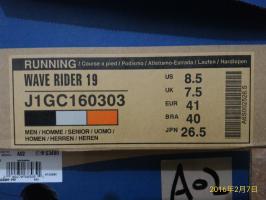 RUNNING / Course a pied / Podismo / Atletismo-Estrada / Laufen / Hardlopen
WAVE RIDER 19
J1GC160303
MEN / HOMME / SENIOR / UOMO /
HOMEN / HERREN / HEREN
US 8.5
UK 7.5
EUR 41
BRA 40
JPN 26.5
A02
2016年2月7日